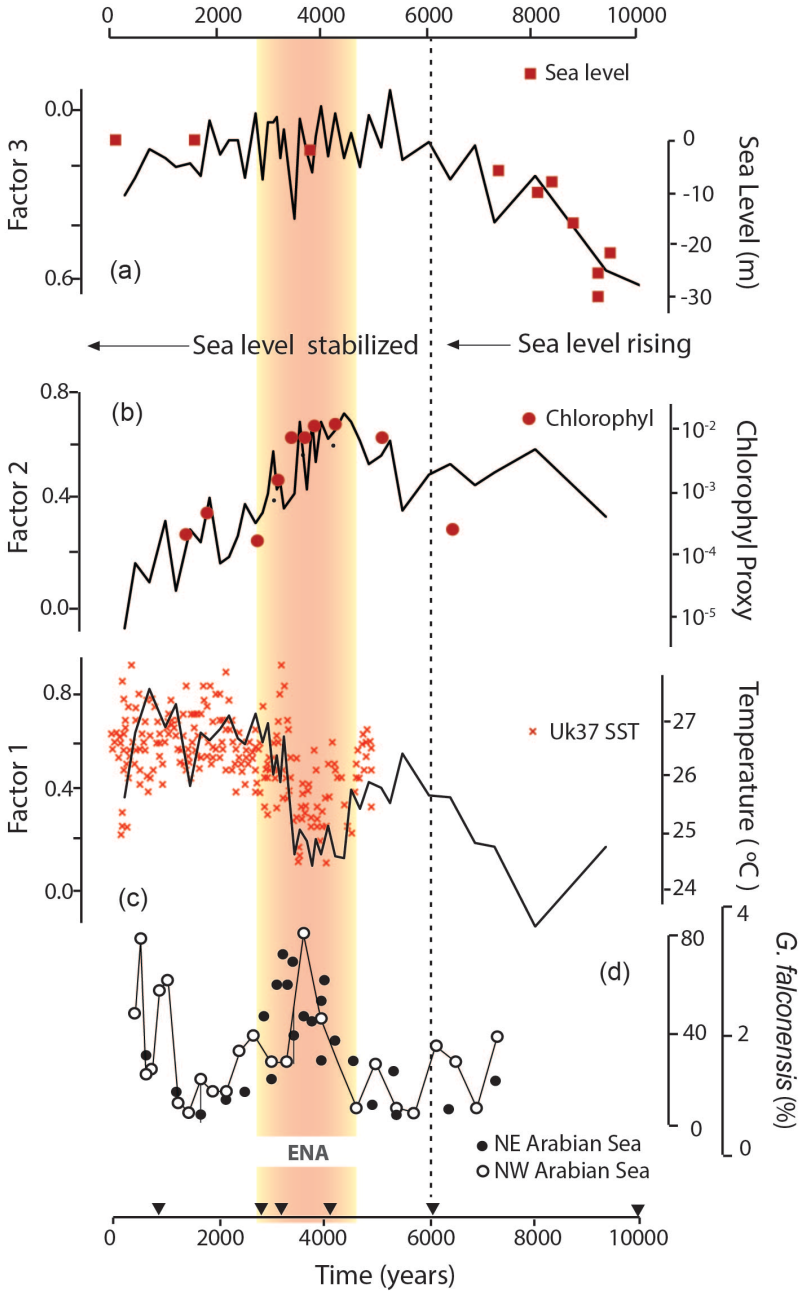 0 2000 4000 6000 8000 10000
Sea level
0.0
0.6
Factor 3
0
-10
-20
-30
Sea Level (m)
(a)
Sea level stabilized
Sea level rising
0.8
0.4
0.0
Factor 2
(b)
Chlorophyl
10-2
10-3
10-4
10-5
Chlorophyl Proxy
0.8
0.4
0.0
Factor 1
Uk37 SST
27
26
25
24
Temperature ( ºC)
(c)
(d)
80
40
0
4
2
0
G. falconensis (%)
ENA
NE Arabian Sea
NW Arabian Sea
0 2000 4000 6000 8000 10000
Time (years)